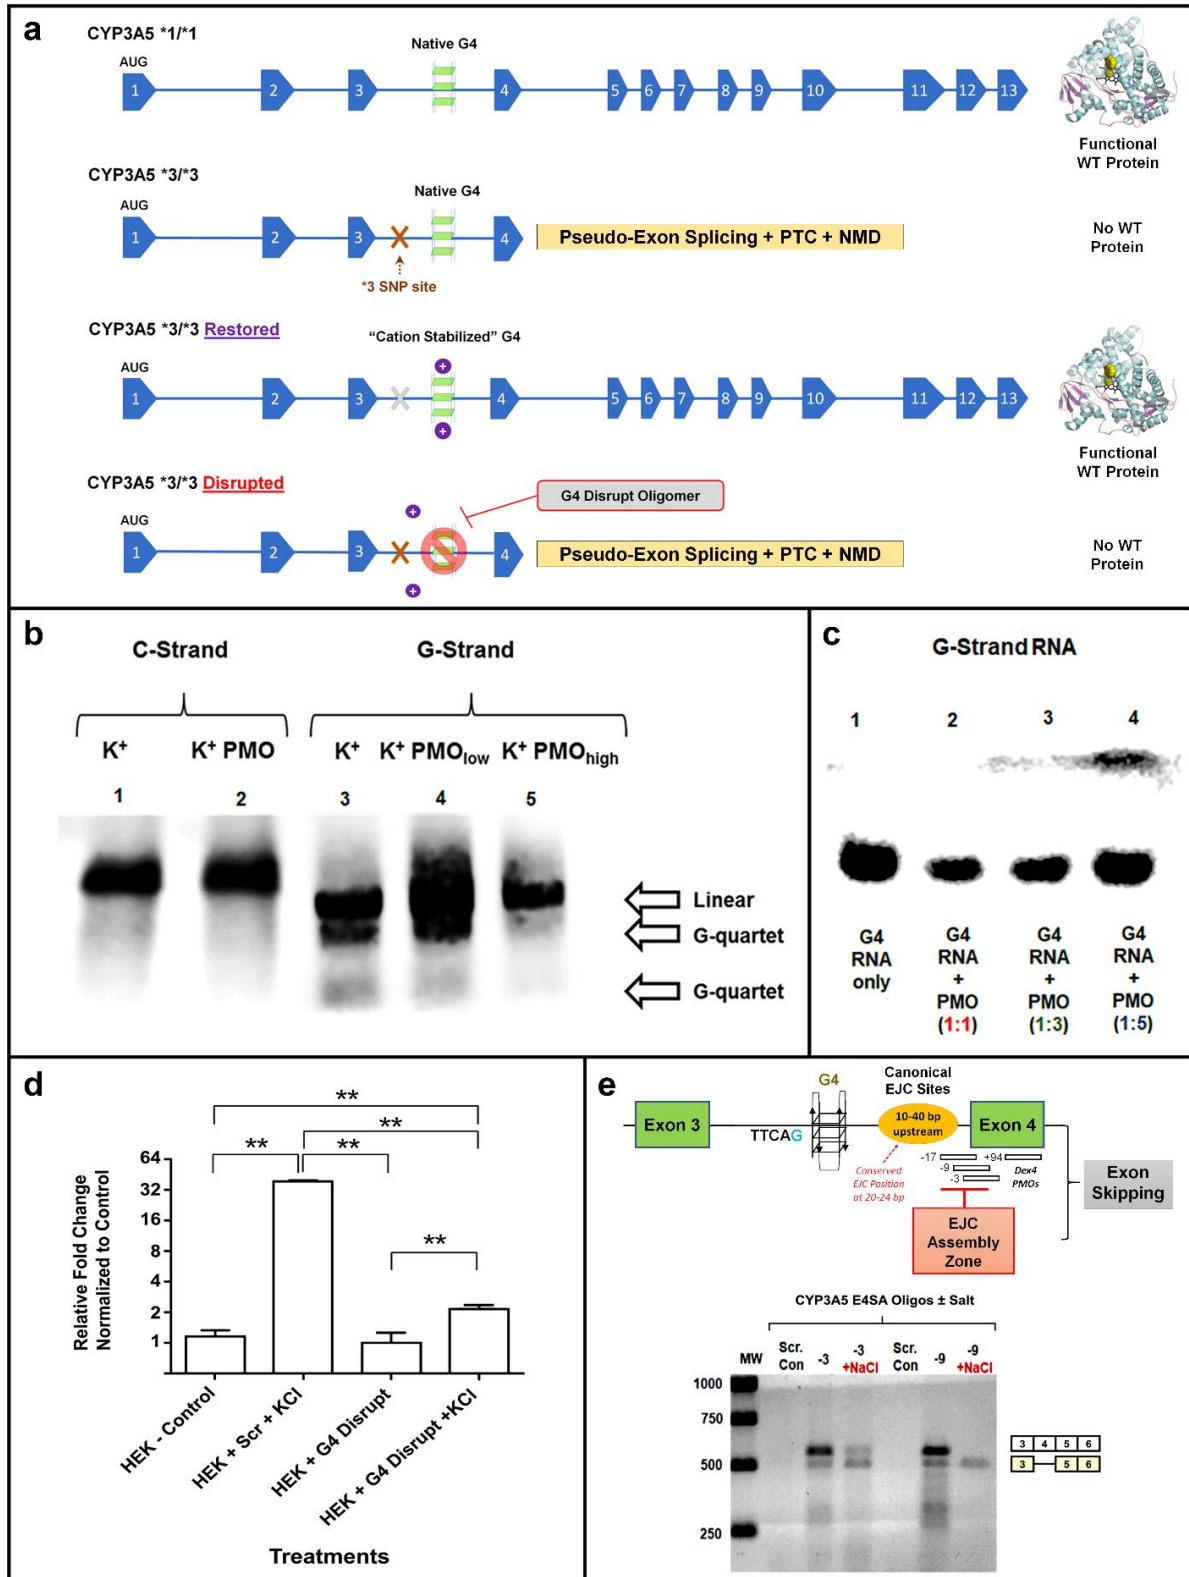 a
CYP3A5 *1/*1
Native G4
AUG
1 2 3 4 5 6 7 8 9 10 11 12 13
Functional
WT Protein
CYP3A5 *3/*3
Native G4
AUG
1 2 3 4
Pseudo-Exon Splicing + PTC + NMD
No WT
Protein
*3 SNP site
CYP3A5 *3/*3 Restored
“Cation Stabilized” G4
AUG
+
1 2 3 4 5 6 7 8 9 10 11 12 13
+
Functional
WT Protein
CYP3A5 *3/*3 Disrupted
G4 Disrupt Oligomer
AUG
+
1 2 3 4
Pseudo-Exon Splicing + PTC + NMD
No WT
Protein
+
b
C-Strand G-Strand
K+ K+ PMO K+ K+ PMOlow K+ PMOhigh
1 2 3 4 5
Linear
G-quartet
G-quartet
c
G-Strand RNA
1 2 3 4
G4 RNA only
G4 RNA + PMO (1:1)
G4 RNA + PMO (1:3)
G4 RNA + PMO (1:5)
d
Relative Fold Change
Normalized to Control
64
32
16
8
4
2
1
**
**
**
**
**
HEK - Control
HEK + Scr + KCl
HEK + G4 Disrupt
HEK + G4 Disrupt +KCl
Treatments
e
G4
Canonical
EJC Sites
Exon 3
TTCAG
10-40 bp
upstream
Exon 4
-17
-9
-3
+94
Dex4
PMOs
Conserved
EJC Position
at 20-24 bp
EJC
Assembly
Zone
Exon
Skipping
CYP3A5 E4SA Oligos ± Salt
MW
Scr. Con
-3
-3 +NaCl
Scr. Con
-9
-9 +NaCl
1000
750
500
250
3 4 5 6
3 5 6